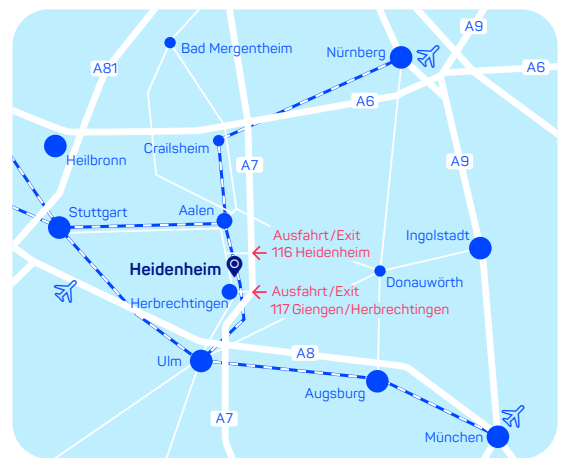 A9
Bad Mergentheim
Nürnberg
A81
A6
A6
Crailsheim
Heilbronn
A7
A9
Stuttgart
Aalen
Ausfahrt/Exit
116 Heidenheim
Ingolstadt
Heidenheim
Donauwörth
Ausfahrt/Exit
117 Giengen/Herbrechtingen
Herbrechtingen
Ulm
A8
Augsburg
A7
München